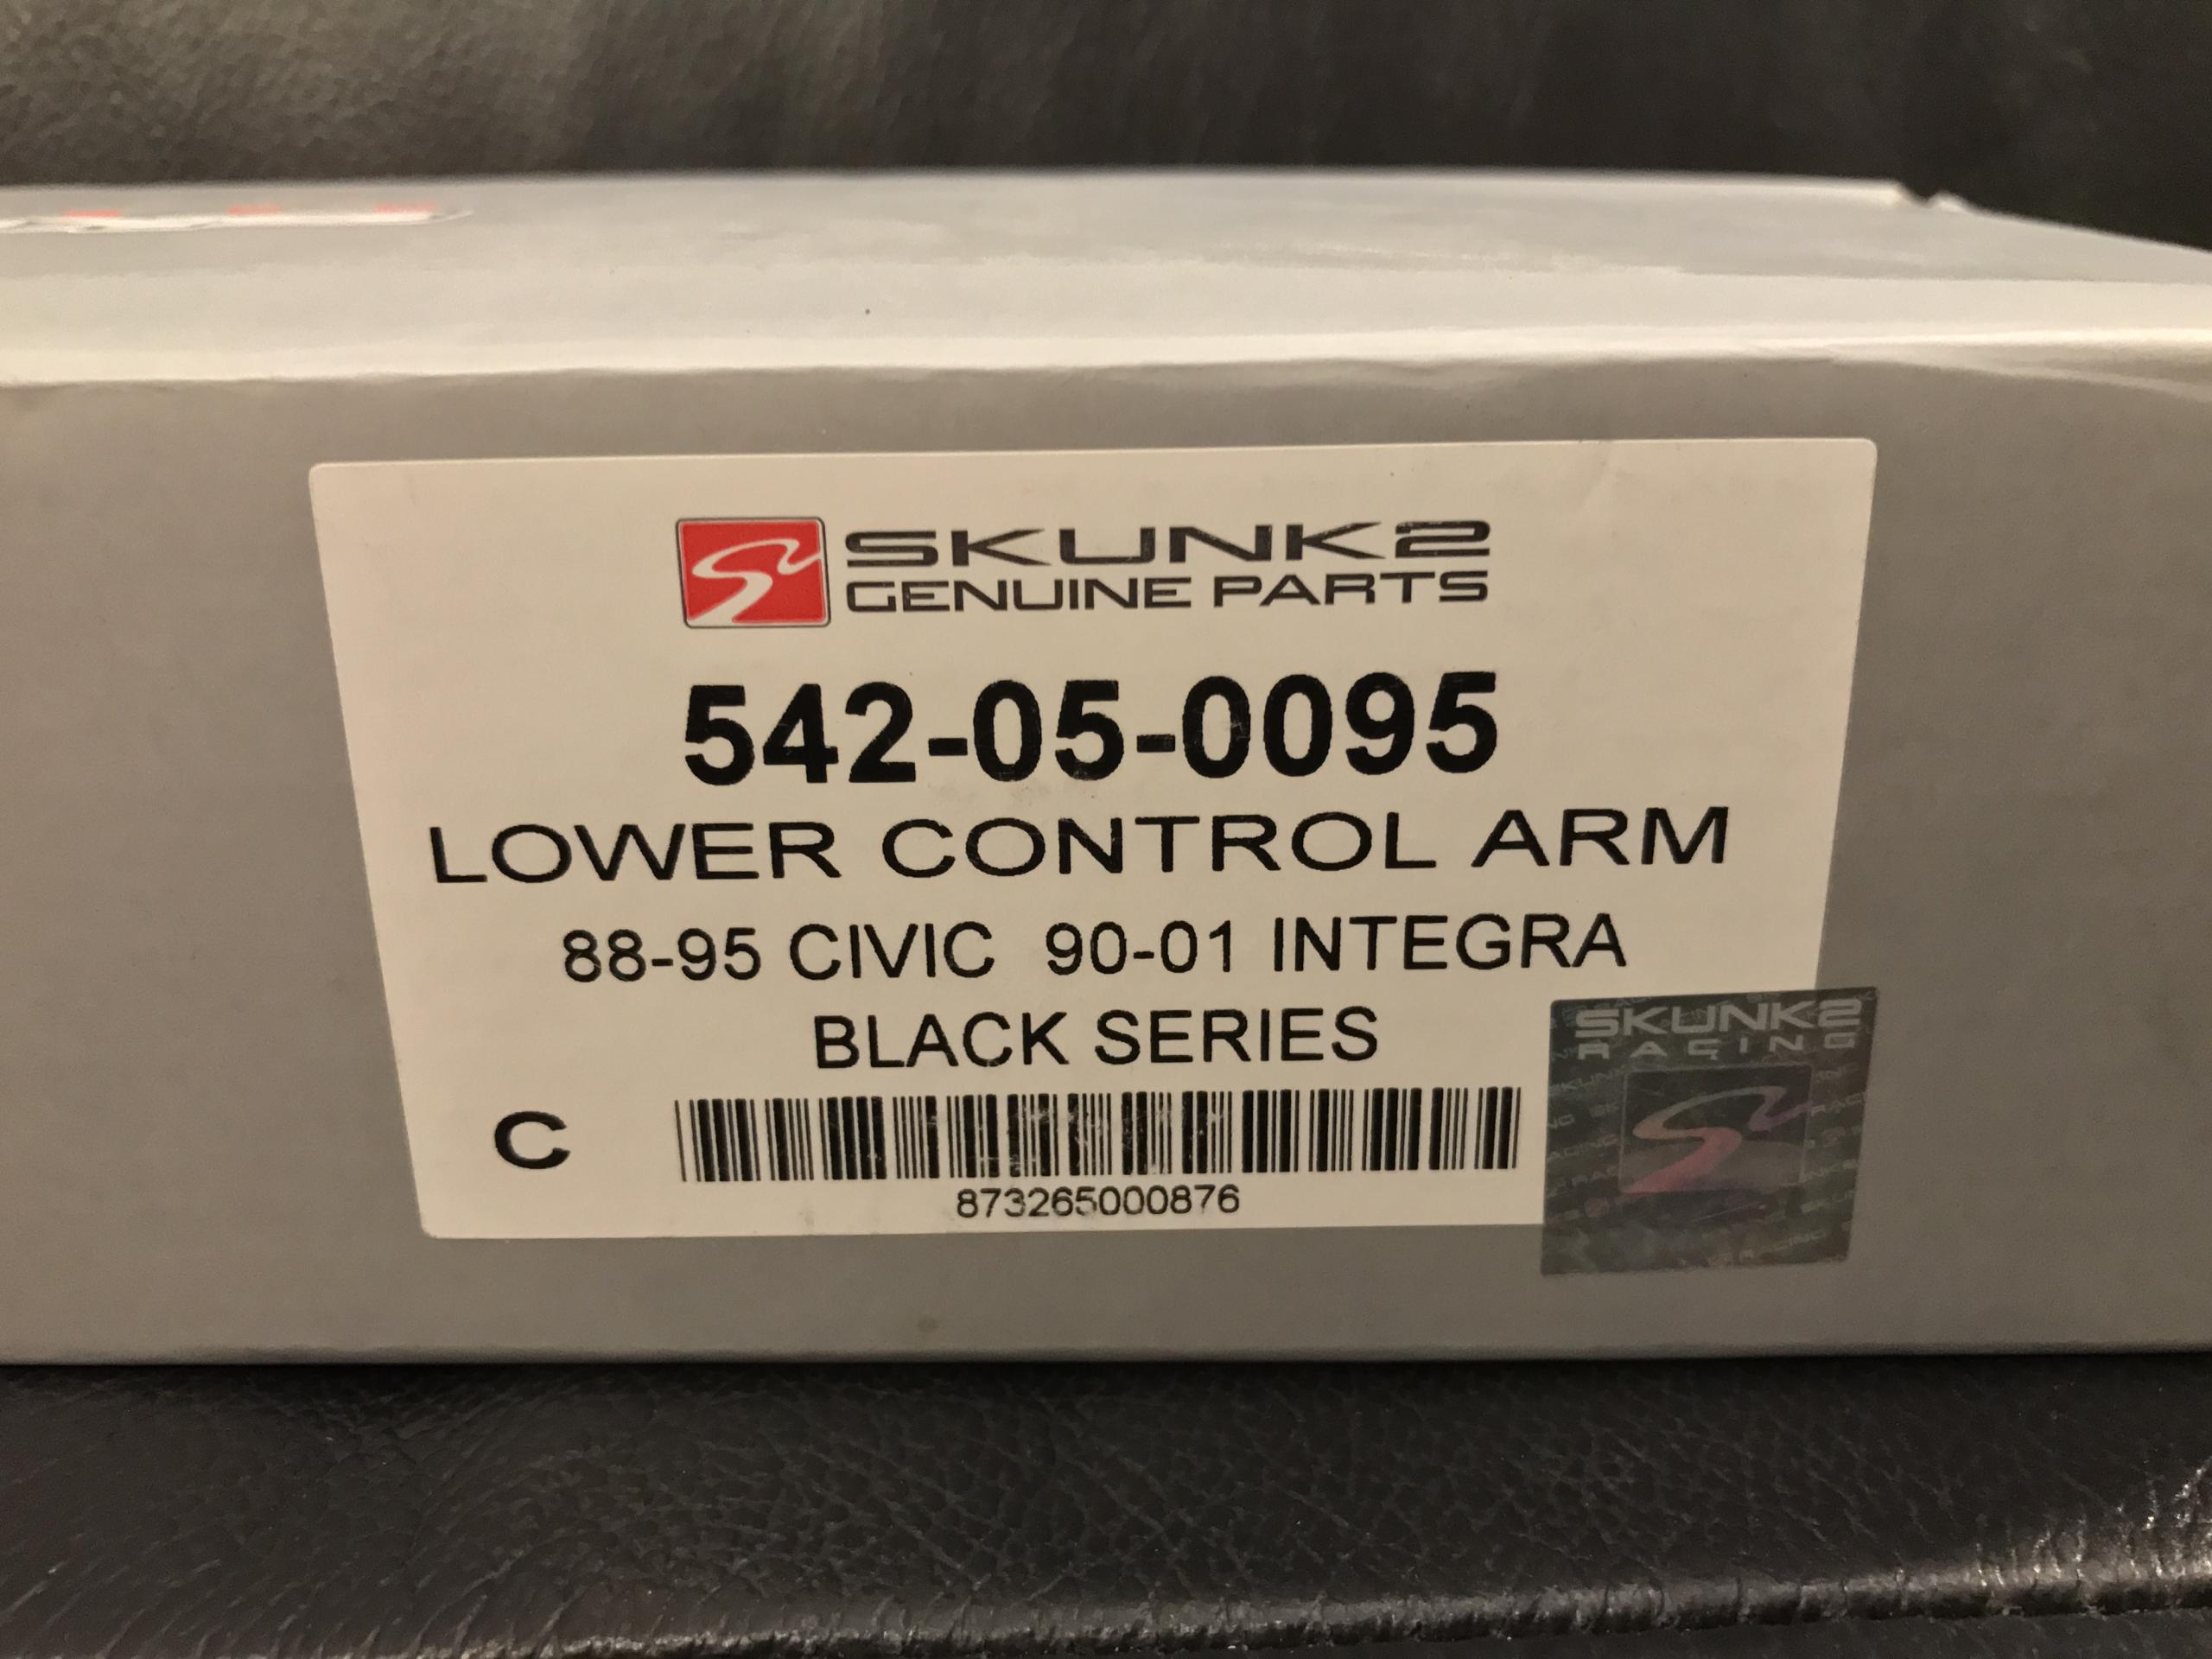 SKUNK2
GENUINE PARTS
542-05-0095
LOWER CONTROL ARM
88-95 CIVIC 90-01 INTEGRA
BLACK SERIES
C
873265000876
SKUNK2
RACING